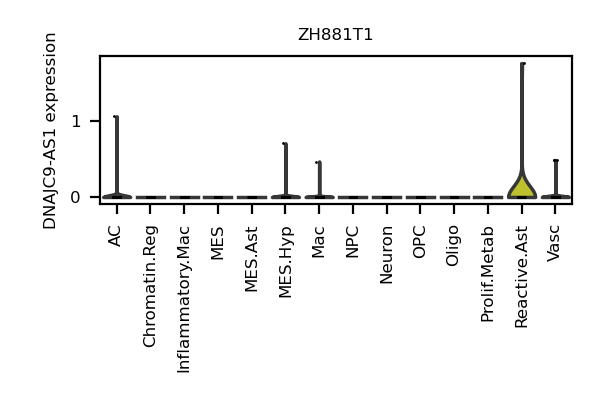 ZH881T1
DNAJC9-AS1 expression
1
0
AC
Chromatin.Reg
Inflammatory.Mac
MES
MES.Ast
MES.Hyp
Mac
NPC
Neuron
OPC
Oligo
Prolif.Metab
Reactive.Ast
Vasc